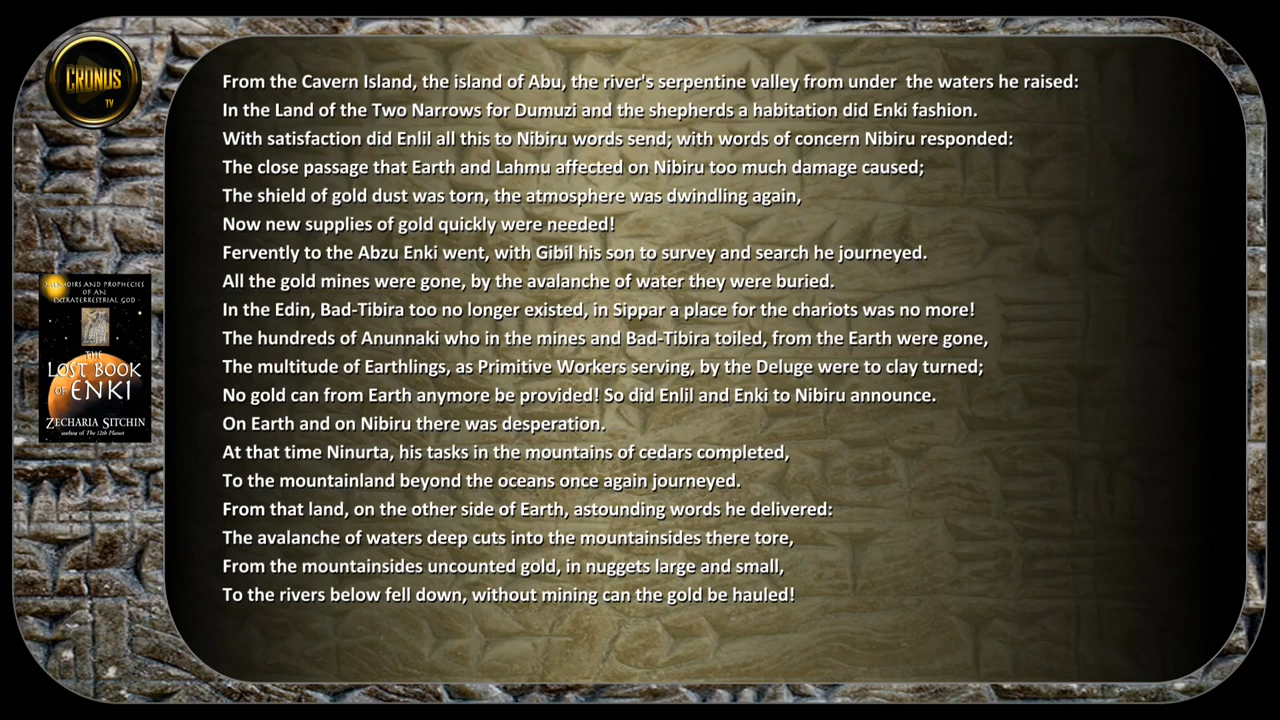 CRONUS
TV
From the Cavern Island, the island of Abu, the river's serpentine valley from under the waters he raised:
In the Land of the Two Narrows for Dumuzi and the shepherds a habitation did Enki fashion.
With satisfaction did Enlil all this to Nibiru words send; with words of concern Nibiru responded:
The close passage that Earth and Lahmu affected on Nibiru too much damage caused;
The shield of gold dust was torn, the atmosphere was dwindling again,
Now new supplies of gold quickly were needed!
Fervently to the Abzu Enki went, with Gibil his son to survey and search he journeyed.
All the gold mines were gone, by the avalanche of water they were buried.
In the Edin, Bad-Tibira too no longer existed, in Sippar a place for the chariots was no more!
The hundreds of Anunnaki who in the mines and Bad-Tibira toiled, from the Earth were gone,
The multitude of Earthlings, as Primitive Workers serving, by the Deluge were to clay turned;
No gold can from Earth anymore be provided! So did Enlil and Enki to Nibiru announce.
On Earth and on Nibiru there was desperation.
At that time Ninurta, his tasks in the mountains of cedars completed,
To the mountainland beyond the oceans once again journeyed.
From that land, on the other side of Earth, astounding words he delivered:
The avalanche of waters deep cuts into the mountainsides there tore,
From the mountainsides uncounted gold, in nuggets large and small,
To the rivers below fell down, without mining can the gold be hauled!
MEMOIRS AND PROPHECIES
OF AN
EXTRATERRESTRIAL GOD
THE
LOST BOOK
OF ENKI
ZECHARIA SITCHIN
author of The 12th Planet